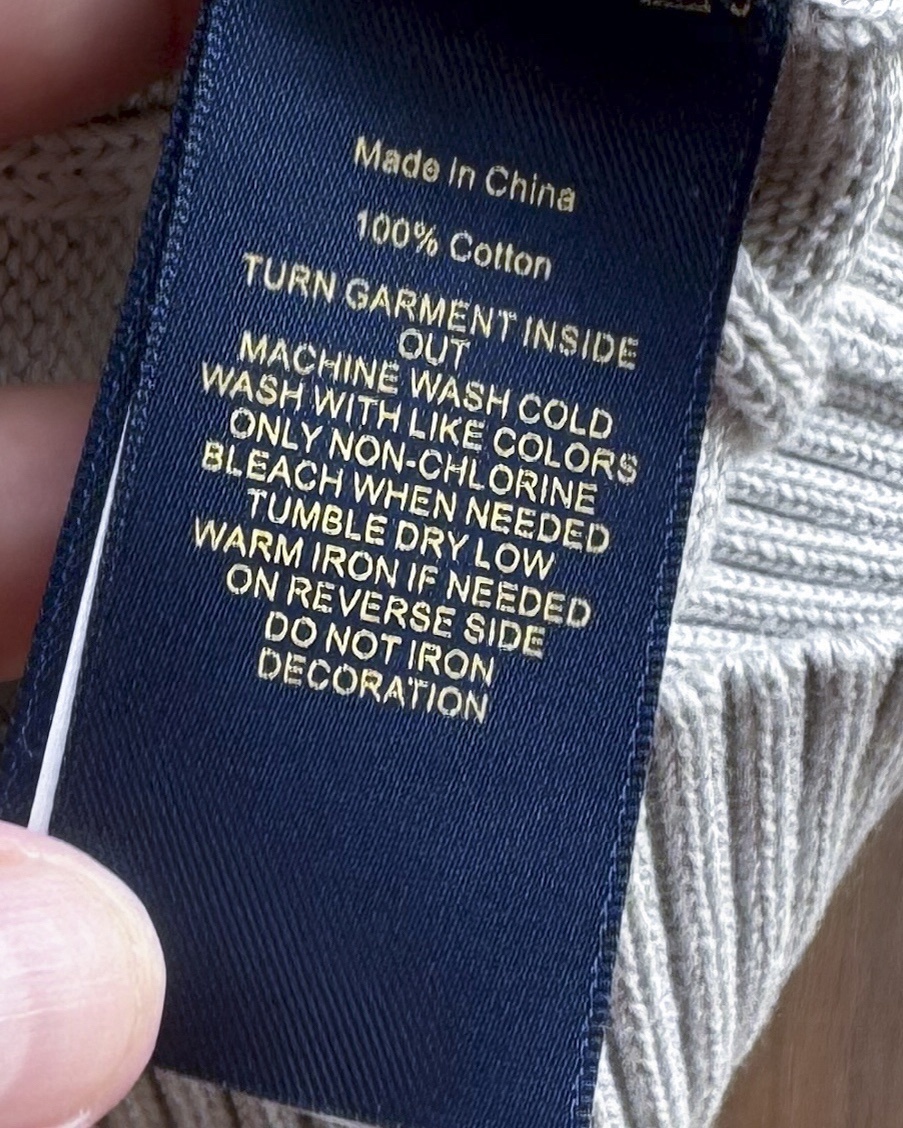 Made in China
100% Cotton
TURN GARMENT INSIDE
OUT
MACHINE WASH COLD
WASH WITH LIKE COLORS
ONLY NON-CHLORINE
BLEACH WHEN NEEDED
TUMBLE DRY LOW
WARM IRON IF NEEDED
ON REVERSE SIDE
DO NOT IRON
DECORATION